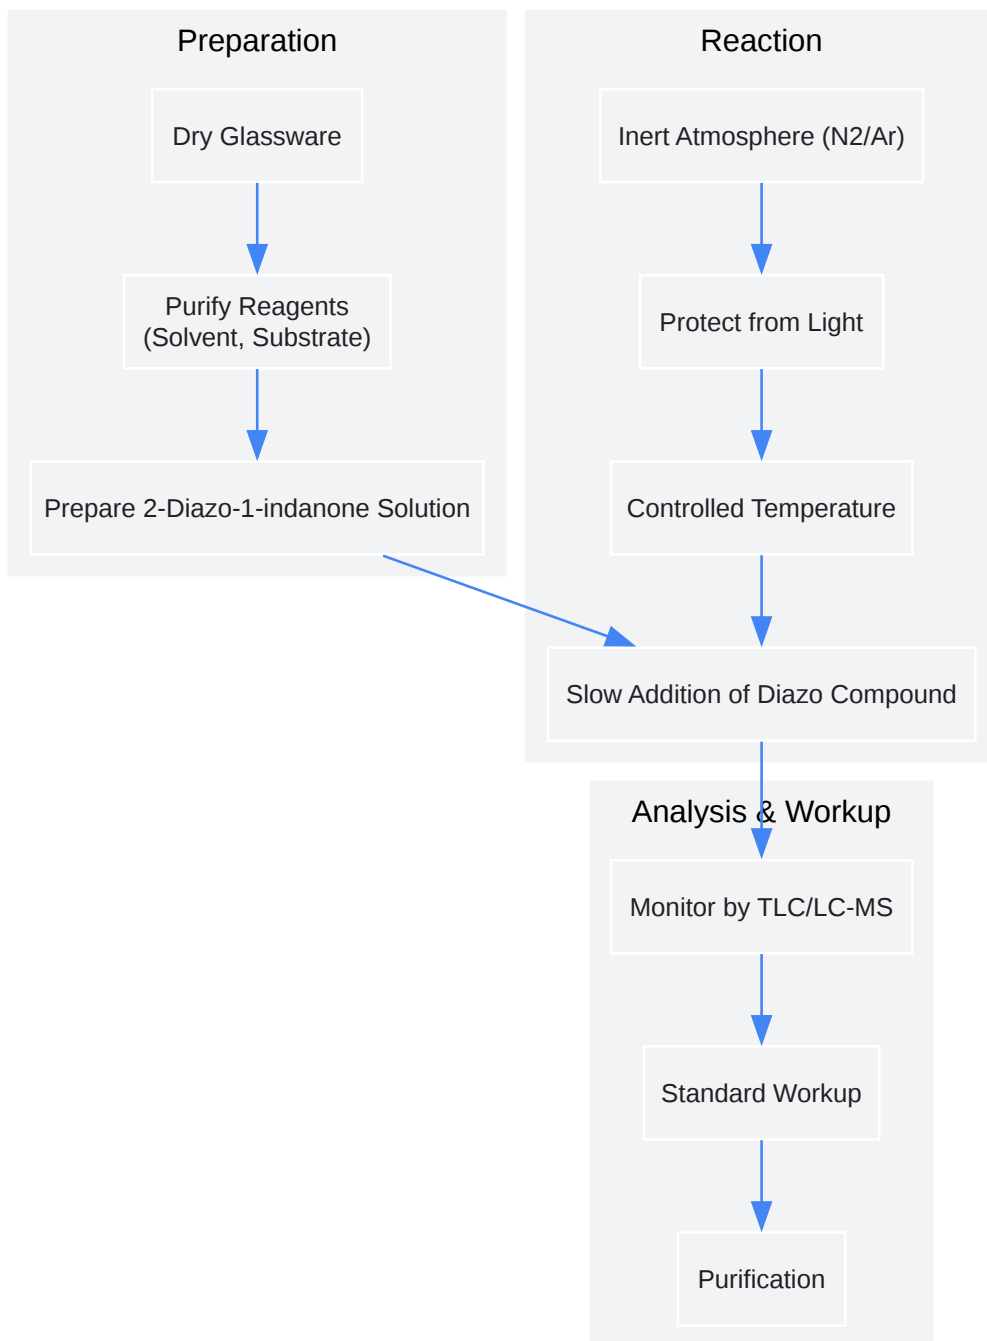 Preparation
Dry Glassware
Purify Reagents
(Solvent, Substrate)
Prepare 2-Diazo-1-indanone Solution
Reaction
Inert Atmosphere (N2/Ar)
Protect from Light
Controlled Temperature
Slow Addition of Diazo Compound
Analysis & Workup
Monitor by TLC/LC-MS
Standard Workup
Purification